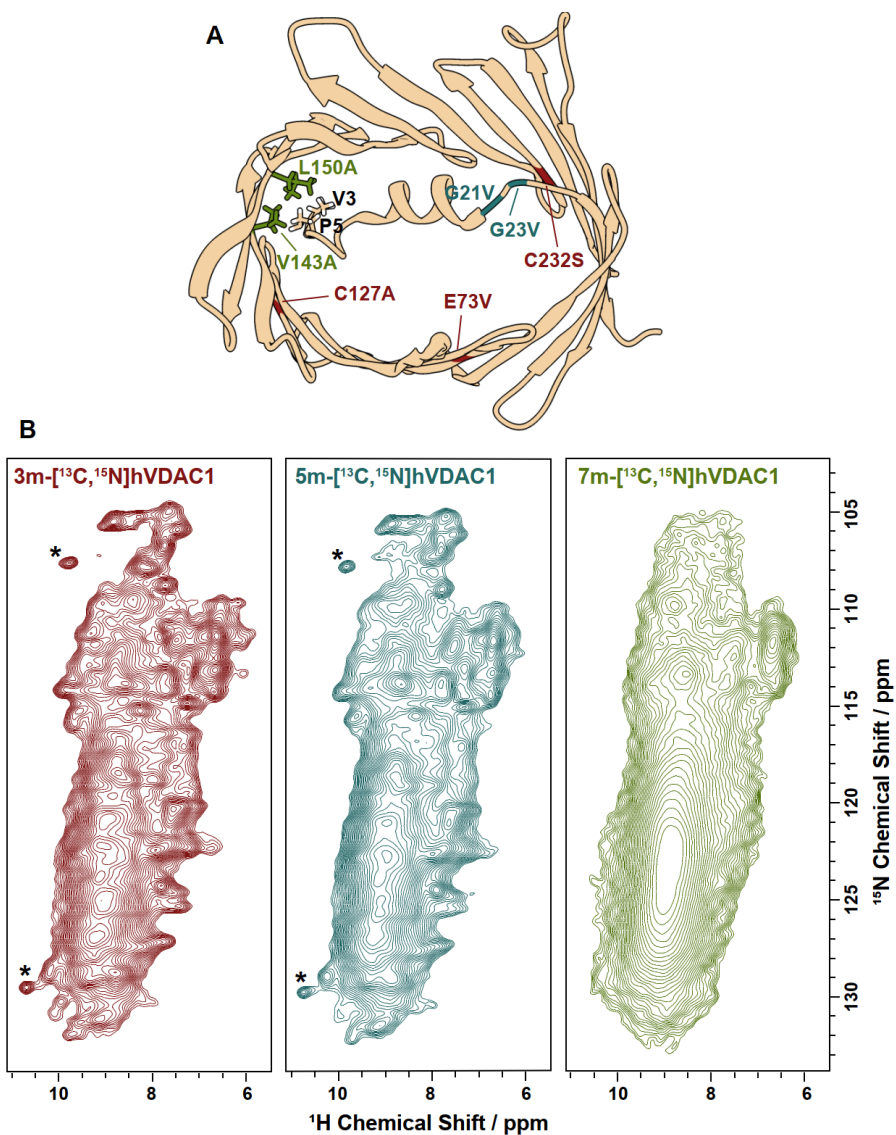 A
L150A
V3
G21V
P5
G23V
V143A
C232S
C127A
E73V
B
3m-[¹³C,¹⁵N]hVDAC1
5m-[¹³C,¹⁵N]hVDAC1
7m-[¹³C,¹⁵N]hVDAC1
*
*
*
*
105
110
115
120
125
130
¹⁵N Chemical Shift / ppm
10 8 6
10 8 6
10 8 6
¹H Chemical Shift / ppm